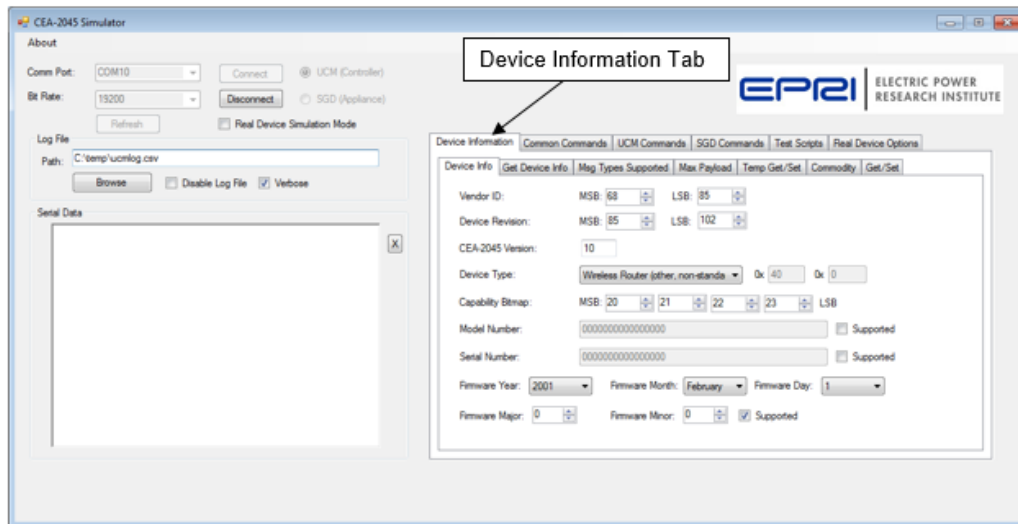 CEA-2045 Simulator
About
Device Information Tab
EPRI ELECTRIC POWER RESEARCH INSTITUTE
Comm Port: COM10 Connect UCM (Controller)
Bit Rate: 19200 Disconnect SGD (Appliance)
Refresh Real Device Simulation Mode
Log File
Path: C:\temp\ucmlog.csv
Browse Disable Log File Verbose
Serial Data
X
Device Information Common Commands UCM Commands SGD Commands Test Scripts Real Device Options
Device Info Get Device Info Msg Types Supported Max Payload Temp Get/Set Commodity Get/Set
Vendor ID: MSB: 68 LSB: 85
Device Revision: MSB: 85 LSB: 102
CEA-2045 Version: 10
Device Type: Wireless Router (other, non-standa 0x 40 0x 0
Capability Bitmap: MSB: 20 21 22 23 LSB
Model Number: 0000000000000000 Supported
Serial Number: 0000000000000000 Supported
Firmware Year: 2001 Firmware Month: February Firmware Day: 1
Firmware Major: 0 Firmware Minor: 0 Supported